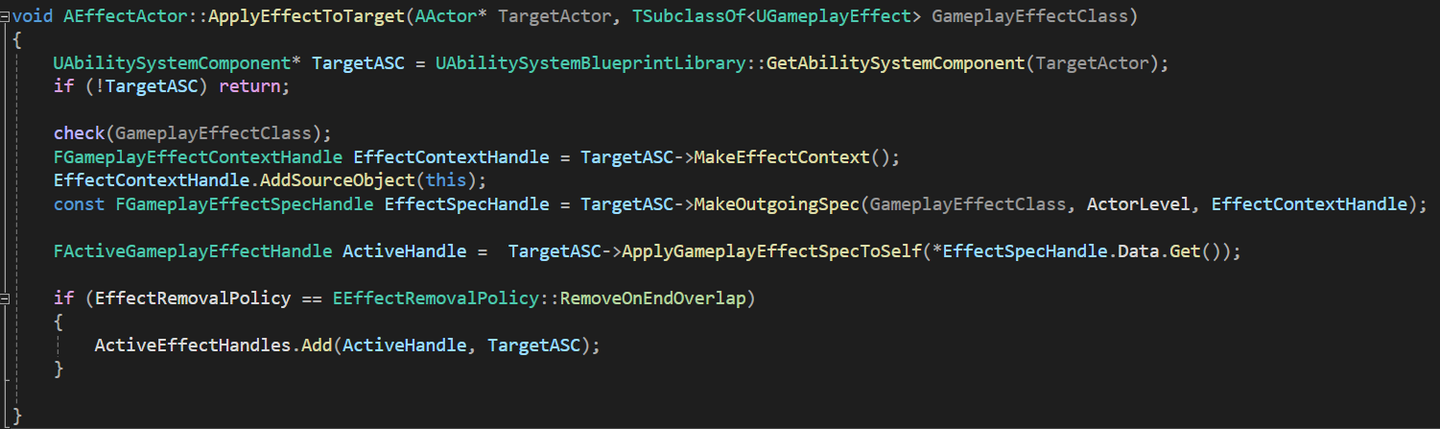 void AEffectActor::ApplyEffectToTarget(AActor* TargetActor, TSubclassOf<UGameplayEffect> GameplayEffectClass)
{
    UAbilitySystemComponent* TargetASC = UAbilitySystemBlueprintLibrary::GetAbilitySystemComponent(TargetActor);
    if (!TargetASC) return;

    check(GameplayEffectClass);
    FGameplayEffectContextHandle EffectContextHandle = TargetASC->MakeEffectContext();
    EffectContextHandle.AddSourceObject(this);
    const FGameplayEffectSpecHandle EffectSpecHandle = TargetASC->MakeOutgoingSpec(GameplayEffectClass, ActorLevel, EffectContextHandle);

    FActiveGameplayEffectHandle ActiveHandle =  TargetASC->ApplyGameplayEffectSpecToSelf(*EffectSpecHandle.Data.Get());

    if (EffectRemovalPolicy == EEffectRemovalPolicy::RemoveOnEndOverlap)
    {
        ActiveEffectHandles.Add(ActiveHandle, TargetASC);
    }

}